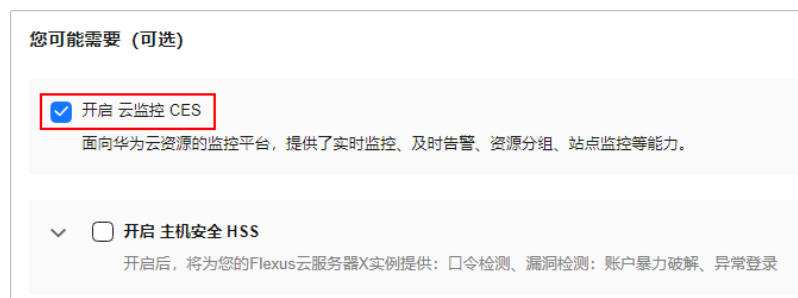 您可能需要（可选）
开启 云监控 CES
面向华为云资源的监控平台，提供了实时监控、及时告警、资源分组、站点监控等能力。
开启 主机安全 HSS
开启后，将为您的Flexus云服务器X实例提供：口令检测、漏洞检测：账户暴力破解、异常登录